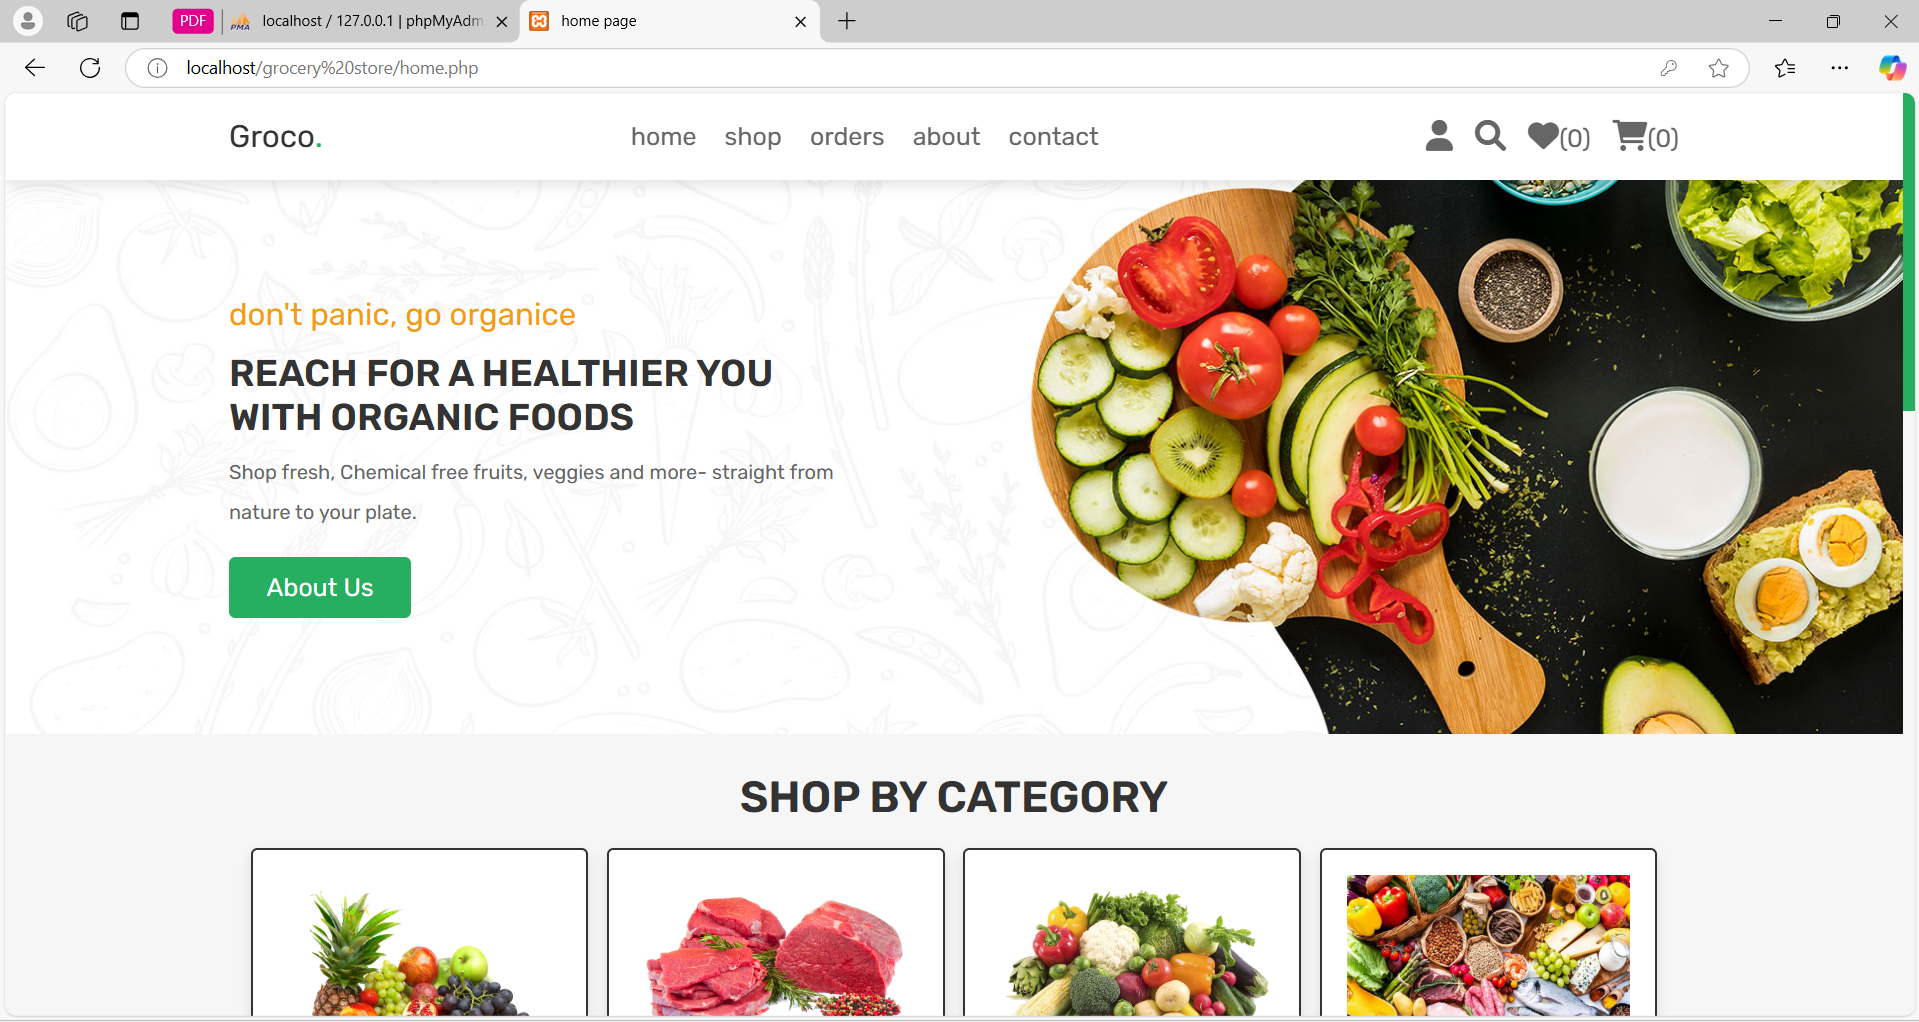 PDF
PMA
localhost / 127.0.0.1 | phpMyAdm
home page
localhost/grocery%20store/home.php
Groco.
home shop orders about contact
(0) (0)
don't panic, go organice
REACH FOR A HEALTHIER YOU
WITH ORGANIC FOODS
Shop fresh, Chemical free fruits, veggies and more- straight from
nature to your plate.
About Us
SHOP BY CATEGORY